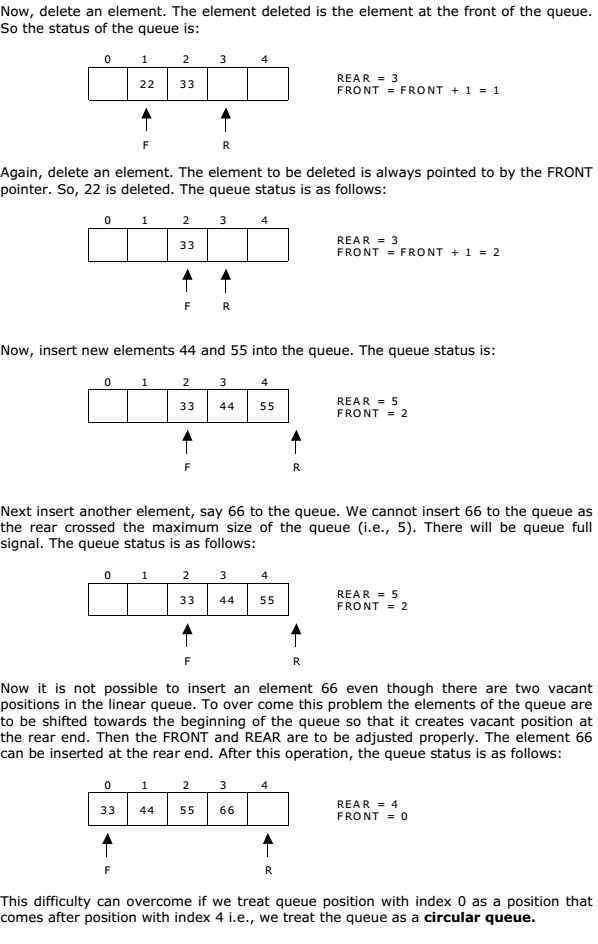 Now, delete an element. The element deleted is the element at the front of the queue.
So the status of the queue is:
0 1 2 3 4
22 33
REAR = 3
FRONT = FRONT + 1 = 1
F R
Again, delete an element. The element to be deleted is always pointed to by the FRONT
pointer. So, 22 is deleted. The queue status is as follows:
0 1 2 3 4
33
REAR = 3
FRONT = FRONT + 1 = 2
F R
Now, insert new elements 44 and 55 into the queue. The queue status is:
0 1 2 3 4
33 44 55
REAR = 5
FRONT = 2
F R
Next insert another element, say 66 to the queue. We cannot insert 66 to the queue as
the rear crossed the maximum size of the queue (i.e., 5). There will be queue full
signal. The queue status is as follows:
0 1 2 3 4
33 44 55
REAR = 5
FRONT = 2
F R
Now it is not possible to insert an element 66 even though there are two vacant
positions in the linear queue. To over come this problem the elements of the queue are
to be shifted towards the beginning of the queue so that it creates vacant position at
the rear end. Then the FRONT and REAR are to be adjusted properly. The element 66
can be inserted at the rear end. After this operation, the queue status is as follows:
0 1 2 3 4
33 44 55 66
REAR = 4
FRONT = 0
F R
This difficulty can overcome if we treat queue position with index 0 as a position that
comes after position with index 4 i.e., we treat the queue as a circular queue.